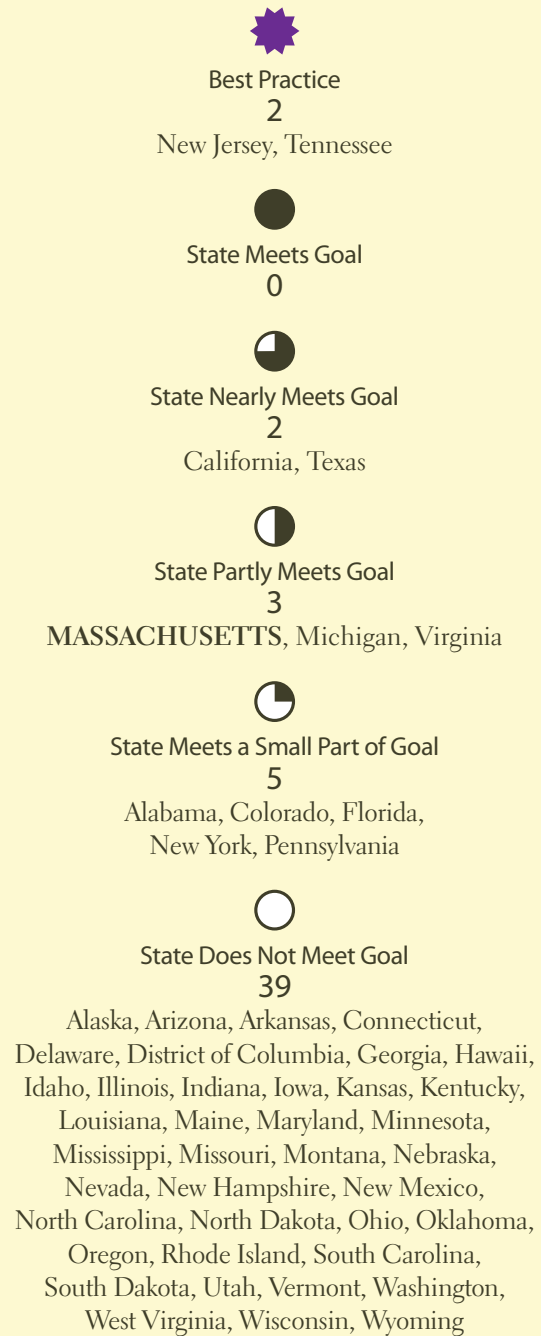 Best Practice
2
New Jersey, Tennessee
State Meets Goal
0
State Nearly Meets Goal
2
California, Texas
State Partly Meets Goal
3
MASSACHUSETTS, Michigan, Virginia
State Meets a Small Part of Goal
5
Alabama, Colorado, Florida,
New York, Pennsylvania
State Does Not Meet Goal
39
Alaska, Arizona, Arkansas, Connecticut,
Delaware, District of Columbia, Georgia, Hawaii,
Idaho, Illinois, Indiana, Iowa, Kansas, Kentucky,
Louisiana, Maine, Maryland, Minnesota,
Mississippi, Missouri, Montana, Nebraska,
Nevada, New Hampshire, New Mexico,
North Carolina, North Dakota, Ohio, Oklahoma,
Oregon, Rhode Island, South Carolina,
South Dakota, Utah, Vermont, Washington,
West Virginia, Wisconsin, Wyoming